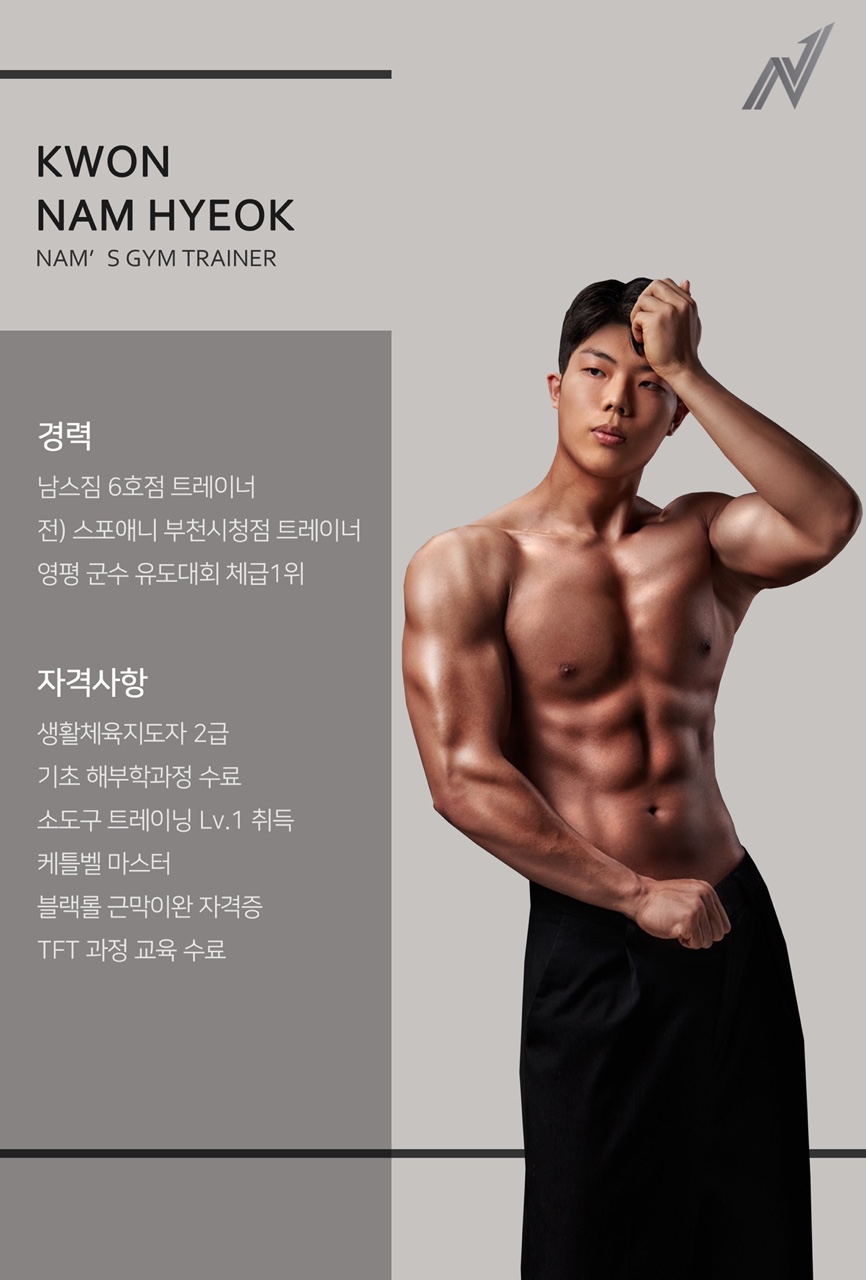 KWON
NAM HYEOK
NAM’ S GYM TRAINER
경력
남스짐 6호점 트레이너
전) 스포애니 부천시청점 트레이너
영평 군수 유도대회 체급1위
자격사항
생활체육지도자 2급
기초 해부학과정 수료
소도구 트레이닝 Lv.1 취득
케틀벨 마스터
블랙롤 근막이완 자격증
TFT 과정 교육 수료